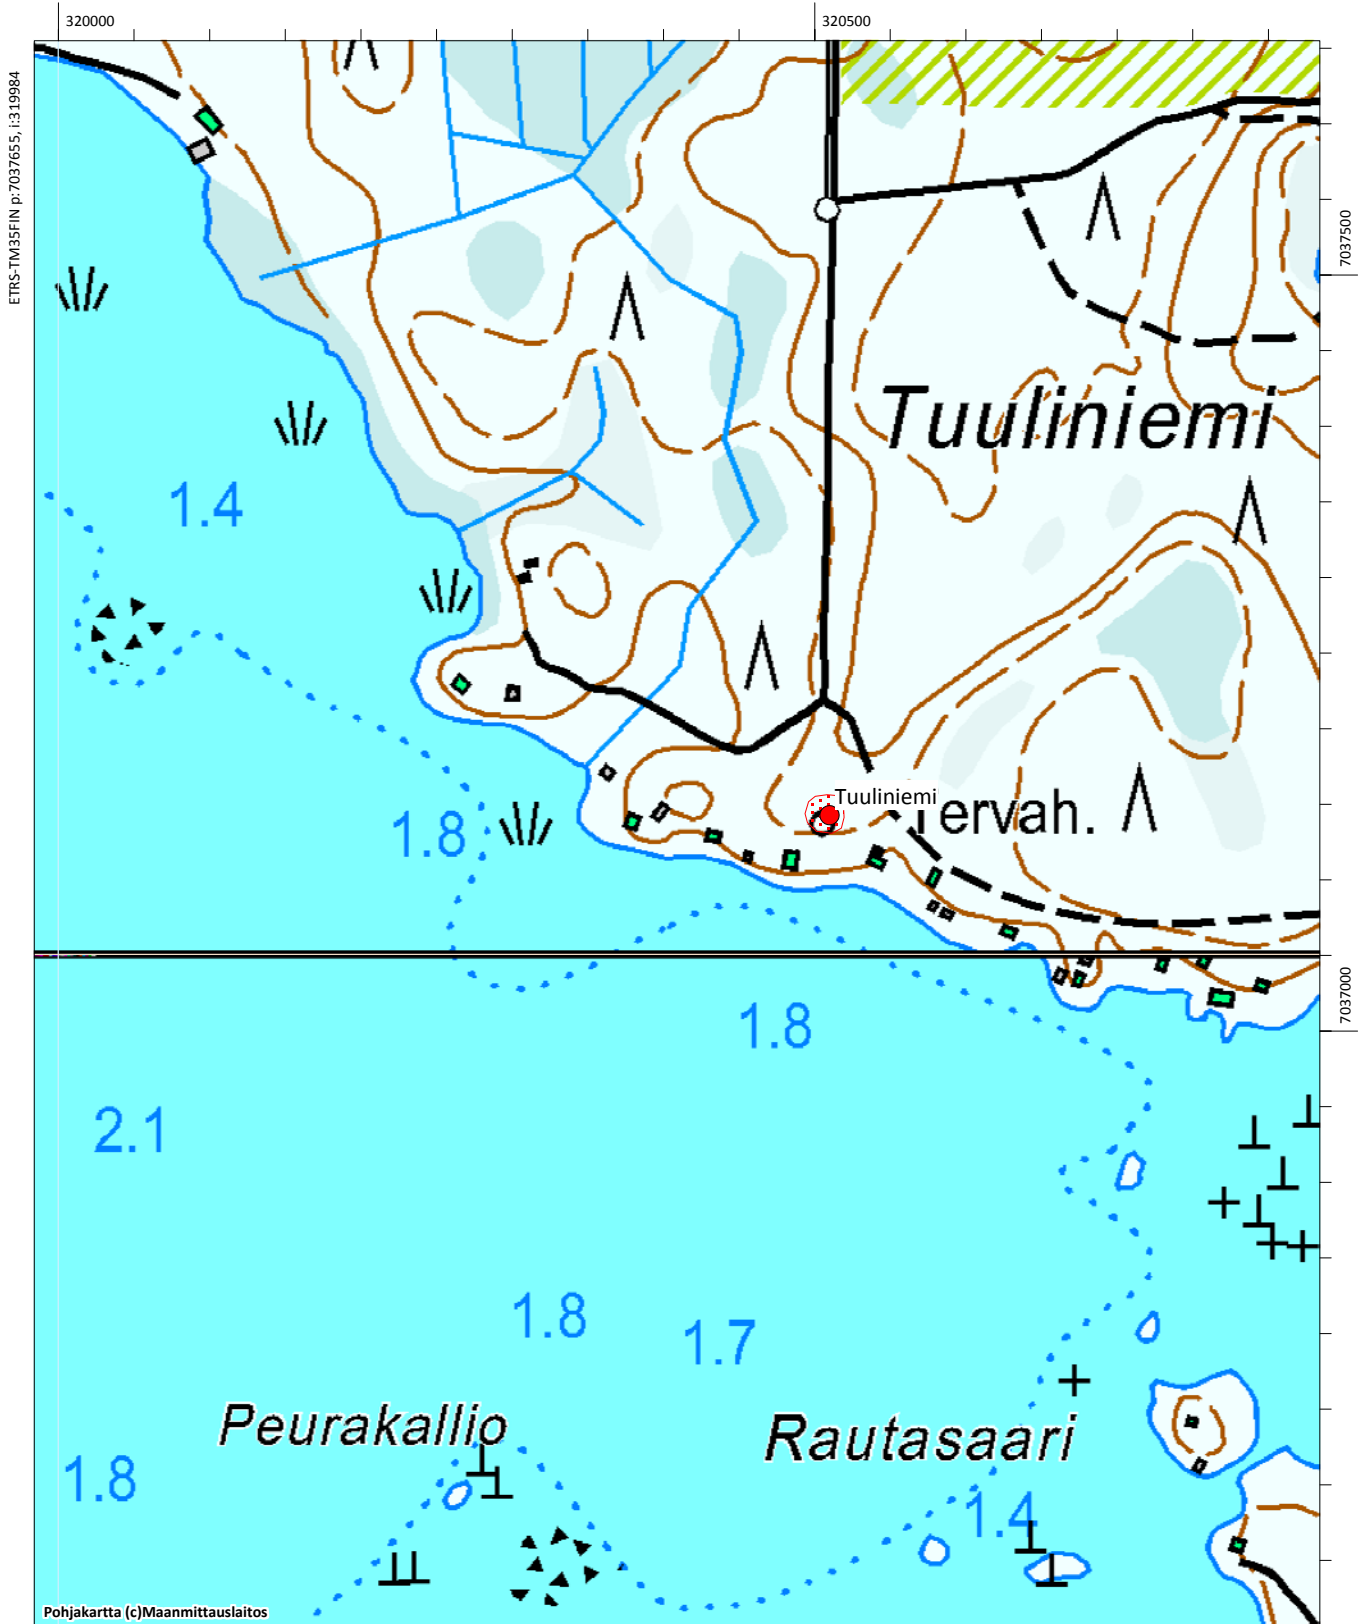 320000
320500
ETRS-TM35FIN p:7037655, i:319984
7037500
Tuuliniemi
1.4
Tuuliniemi
Tervah.
1.8
7037000
1.8
2.1
1.8
1.7
Peurakallio
Rautasaari
1.8
1.4
Pohjakartta (c)Maanmittauslaitos